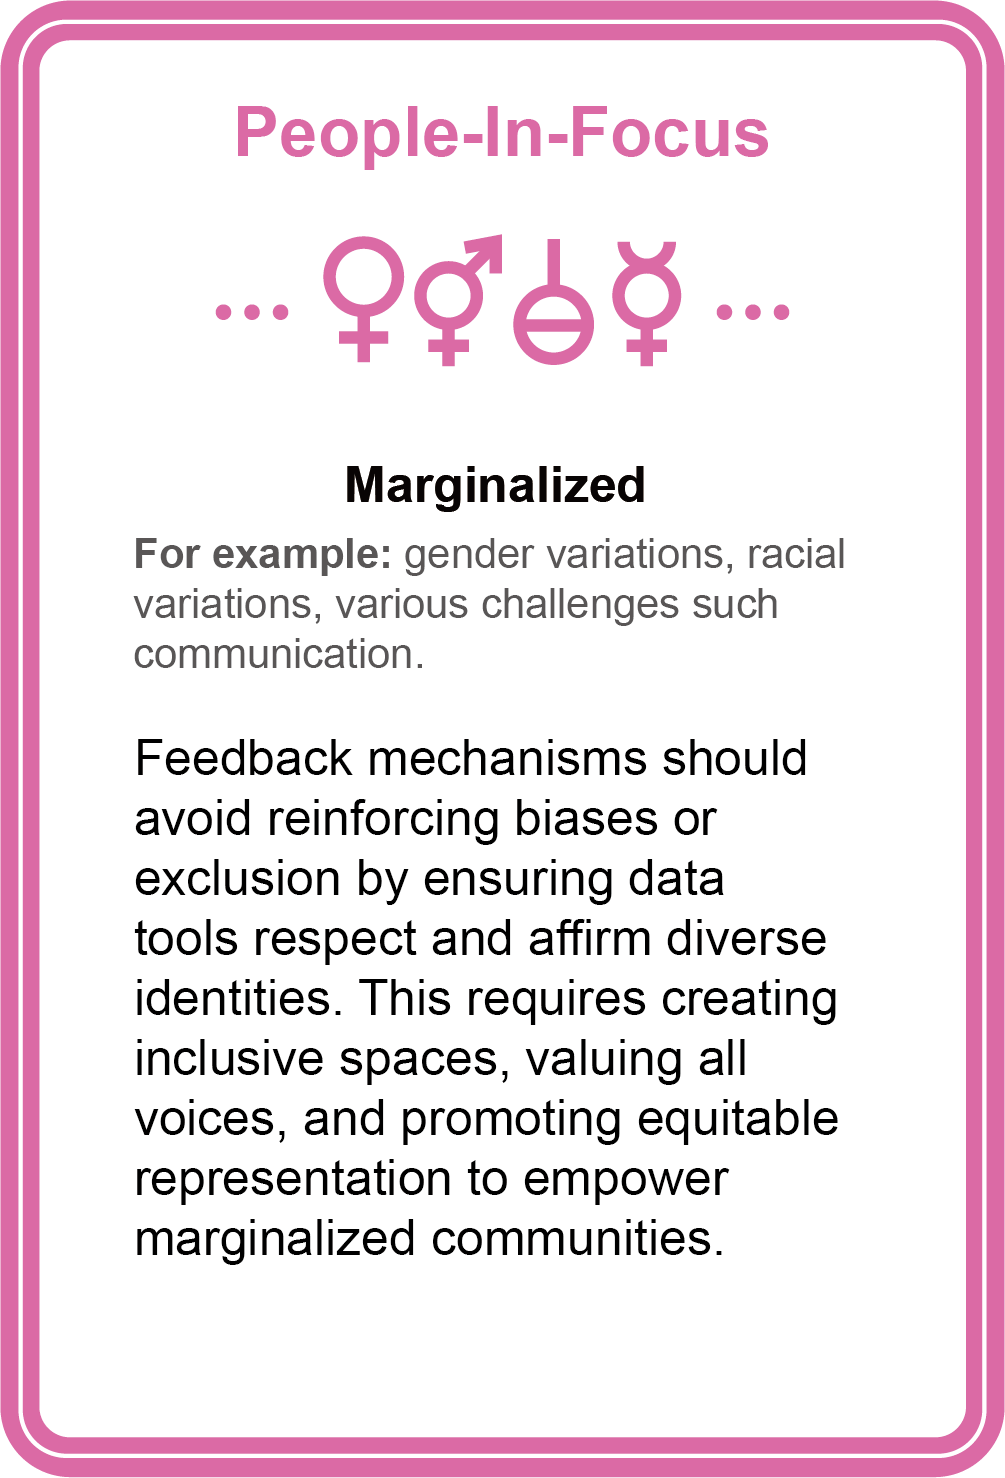 People-In-Focus
Marginalized
For example: gender variations, racial
variations, various challenges such
communication.
Feedback mechanisms should
avoid reinforcing biases or
exclusion by ensuring data
tools respect and affirm diverse
identities. This requires creating
inclusive spaces, valuing all
voices, and promoting equitable
representation to empower
marginalized communities.